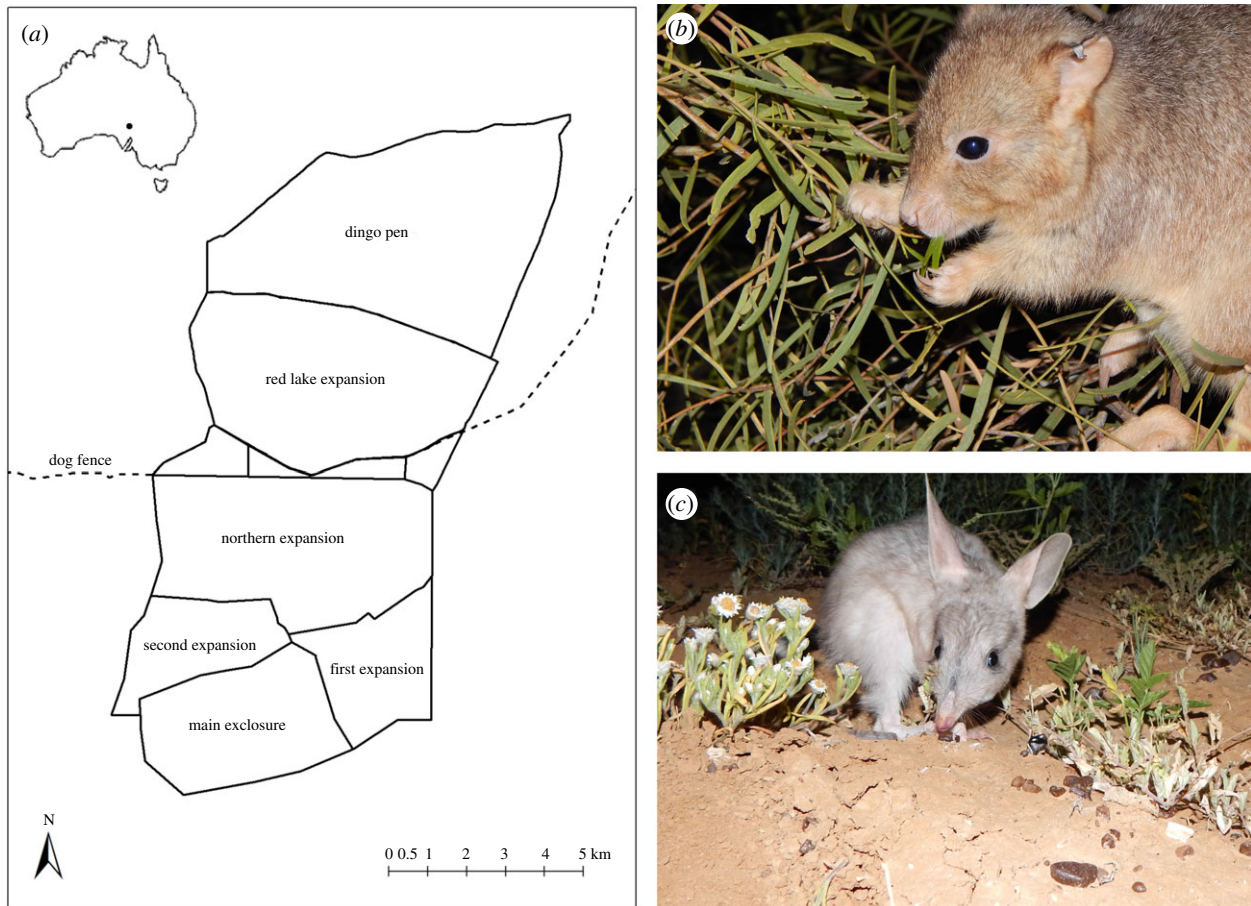 (a)
dingo pen
red lake expansion
dog fence
northern expansion
second expansion
first expansion
main exclosure
N
0 0.5 1 2 3 4 5 km
(b)
(c)